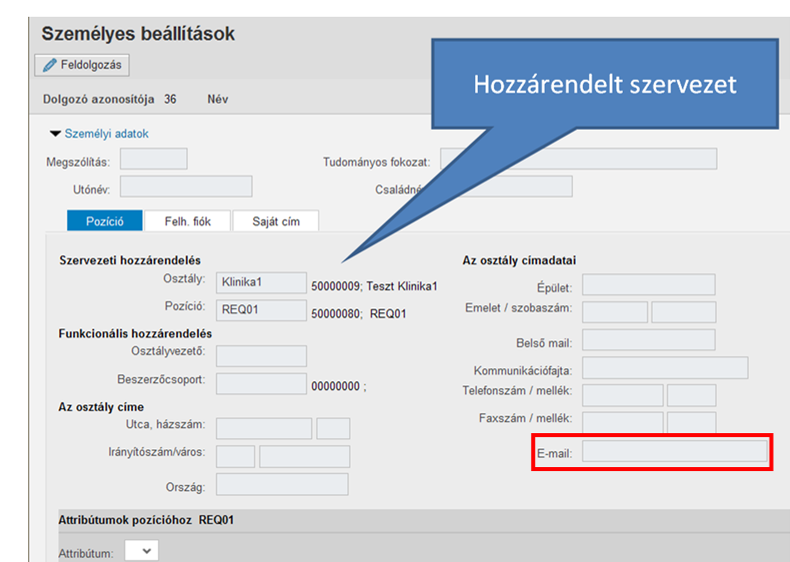 Személyes beállítások
Feldolgozás
Hozzárendelt szervezet
Dolgozó azonosítója 36 Név
Személyi adatok
Megszólítás: Tudományos fokozat:
Utónév: Családné
Pozíció Felh. fiók Saját cím
Szervezeti hozzárendelés
Osztály: Klinika1 50000009; Teszt Klinika1
Pozíció: REQ01 50000080; REQ01
Funkcionális hozzárendelés
Osztályvezető:
Beszerzőcsoport: 00000000 ;
Az osztály címe
Utca, házszám:
Irányítószám/város:
Ország:
Az osztály címadatai
Épület:
Emelet / szobaszám:
Belső mail:
Kommunikációfajta:
Telefonszám / mellék:
Faxszám / mellék:
E-mail:
Attribútumok pozícióhoz REQ01
Attribútum: